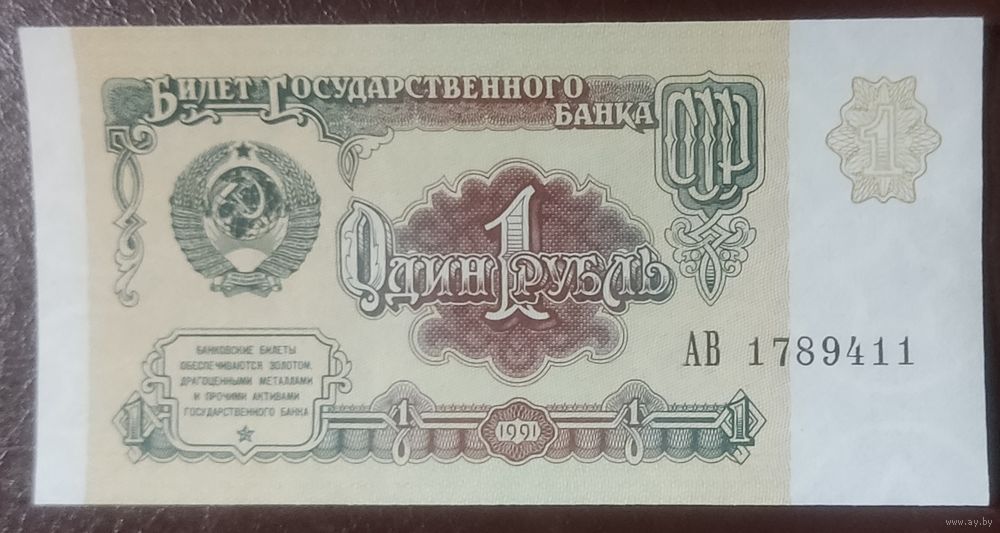 Билет Государственного
Банка
СССР
1
Один 1 рубль
АВ 1789411
БАНКОВСКИЕ БИЛЕТЫ
ОБЕСПЕЧИВАЮТСЯ ЗОЛОТОМ,
ДРАГОЦЕННЫМИ МЕТАЛЛАМИ
И ПРОЧИМИ АКТИВАМИ
ГОСУДАРСТВЕННОГО БАНКА
1 1 1991 1 1
www.ay.by